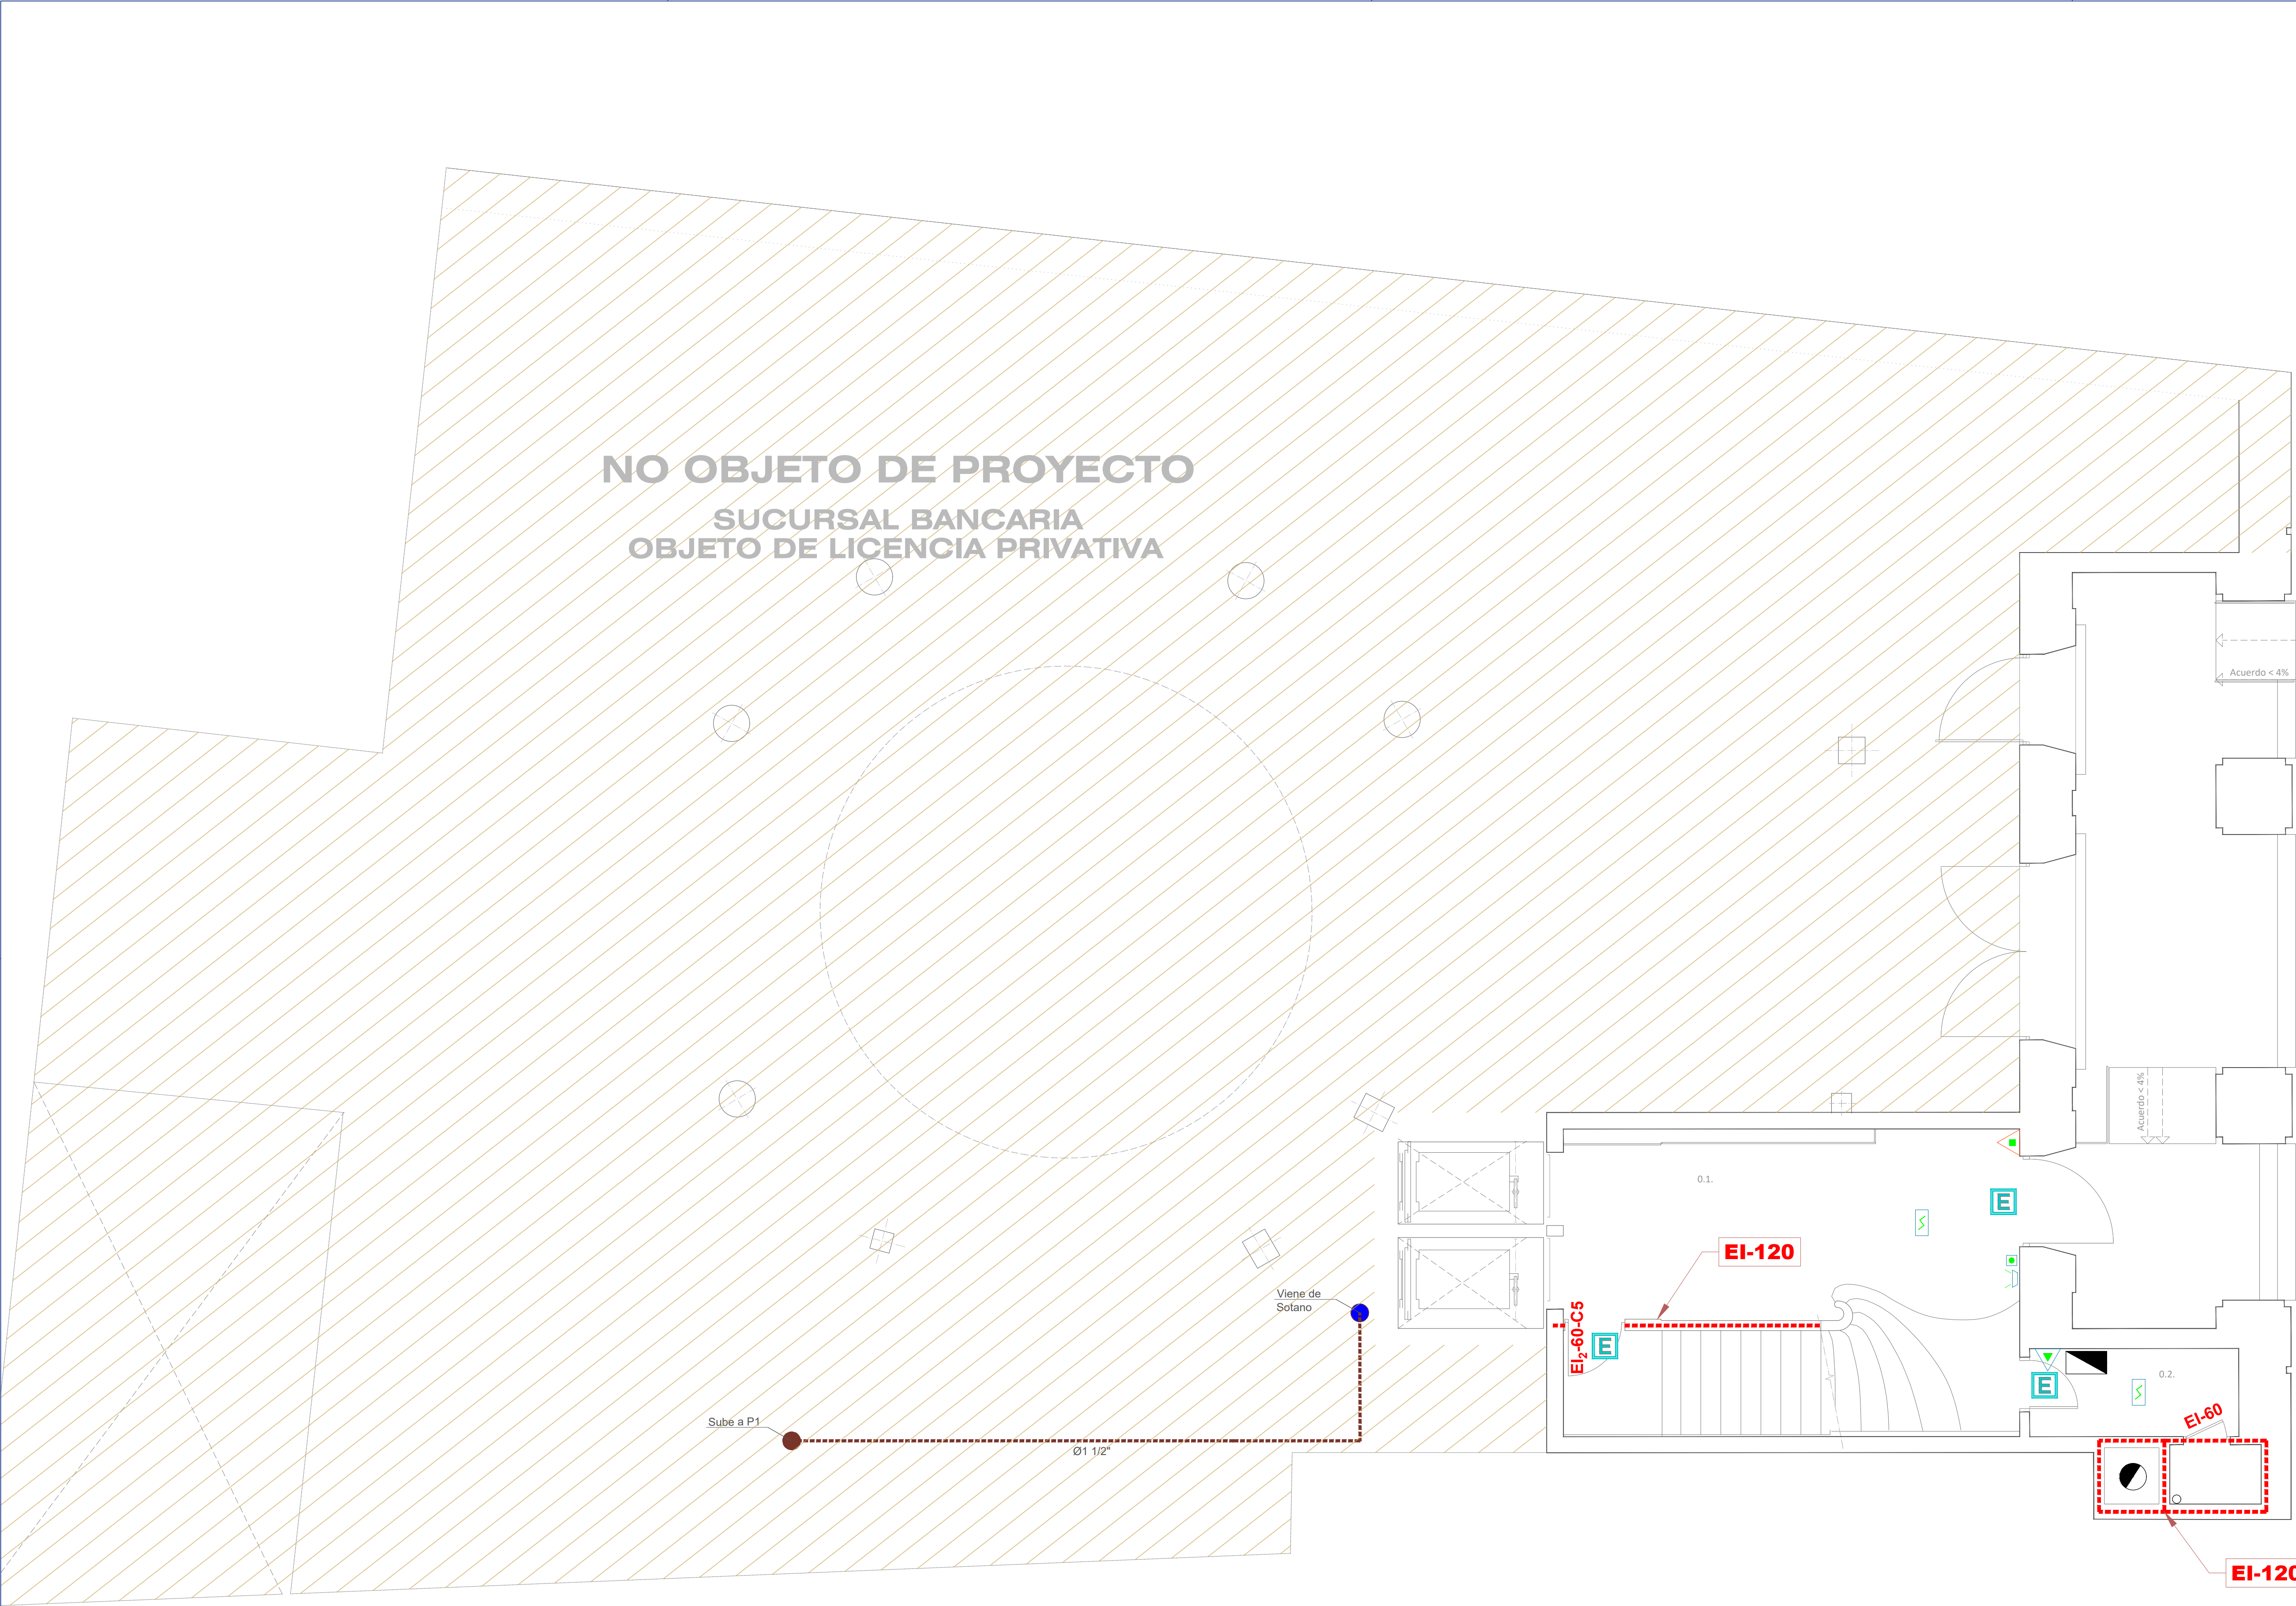 NO OBJETO DE PROYECTO
SUCURSAL BANCARIA
OBJETO DE LICENCIA PRIVATIVA
Acuerdo < 4%
Acuerdo < 4%
0.1.
E
EI-120
Viene de
Sotano
EI₂-60-C5
E
0.2.
E
EI-60
Sube a P1
Ø1 1/2"
EI-120